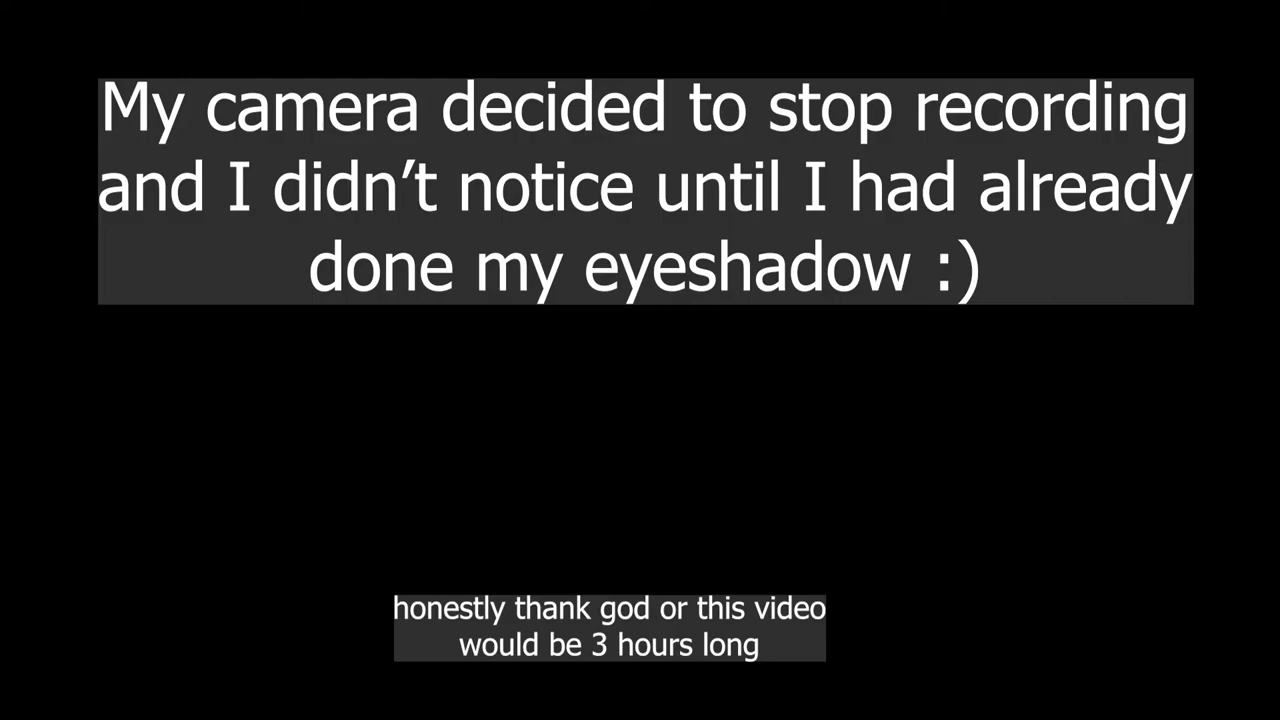 My camera decided to stop recording
and I didn’t notice until I had already
done my eyeshadow :)
honestly thank god or this video
would be 3 hours long